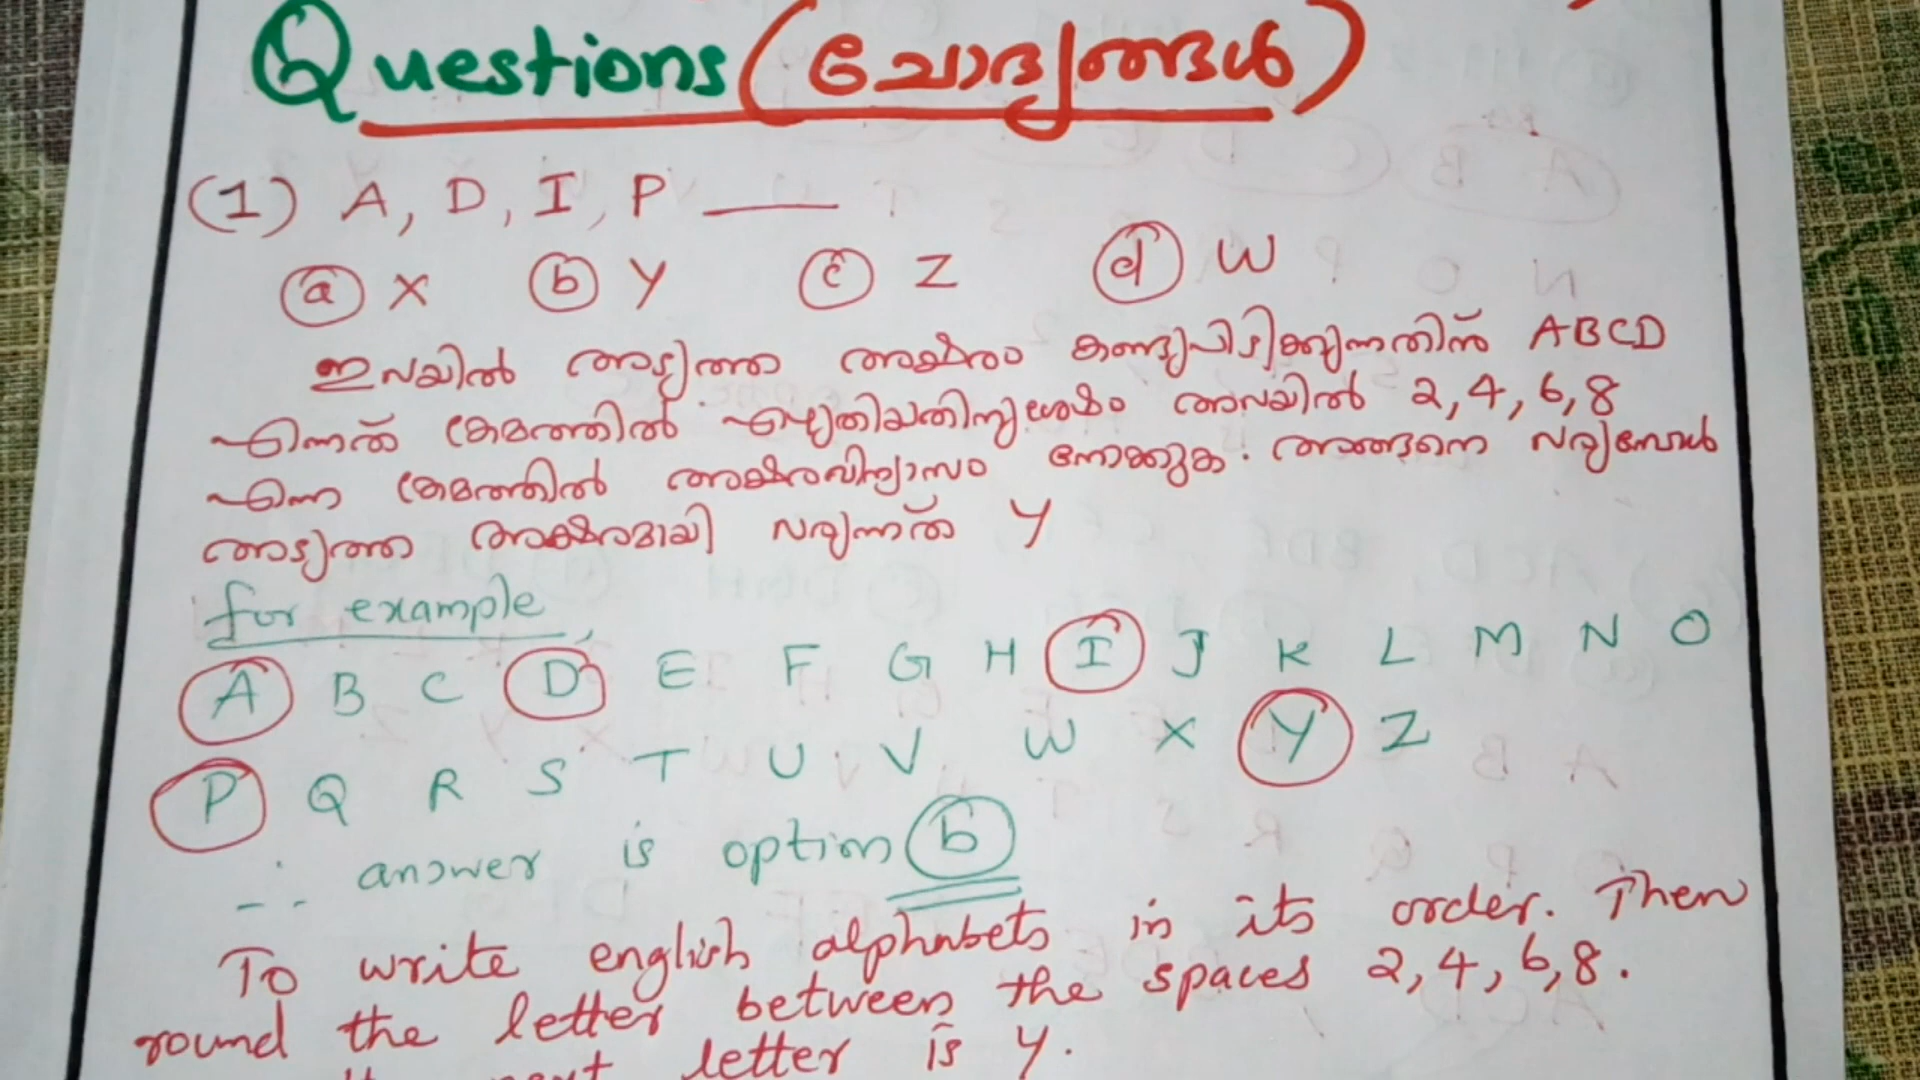 Questions (ചോദ്യങ്ങൾ)
(1) A, D, I, P ____
(a) X (b) Y (c) Z (d) W
ഇവയിൽ അടുത്ത അക്ഷരം കണ്ടുപിടിക്കുന്നതിന് ABCD
എന്നത് ക്രമത്തിൽ എഴുതിയതിനുശേഷം അവയിൽ 2, 4, 6, 8
എന്ന ക്രമത്തിൽ അക്ഷരവിന്യാസം നോക്കുക. അങ്ങനെ വരുമ്പോൾ
അടുത്ത അക്ഷരമായി വരുന്നത് Y
for example,
A B C D E F G H I J K L M N O
P Q R S T U V W X Y Z
∴ answer is option (b)
To write english alphabets in its order. Then
round the letter between the spaces 2, 4, 6, 8.
next letter is Y.